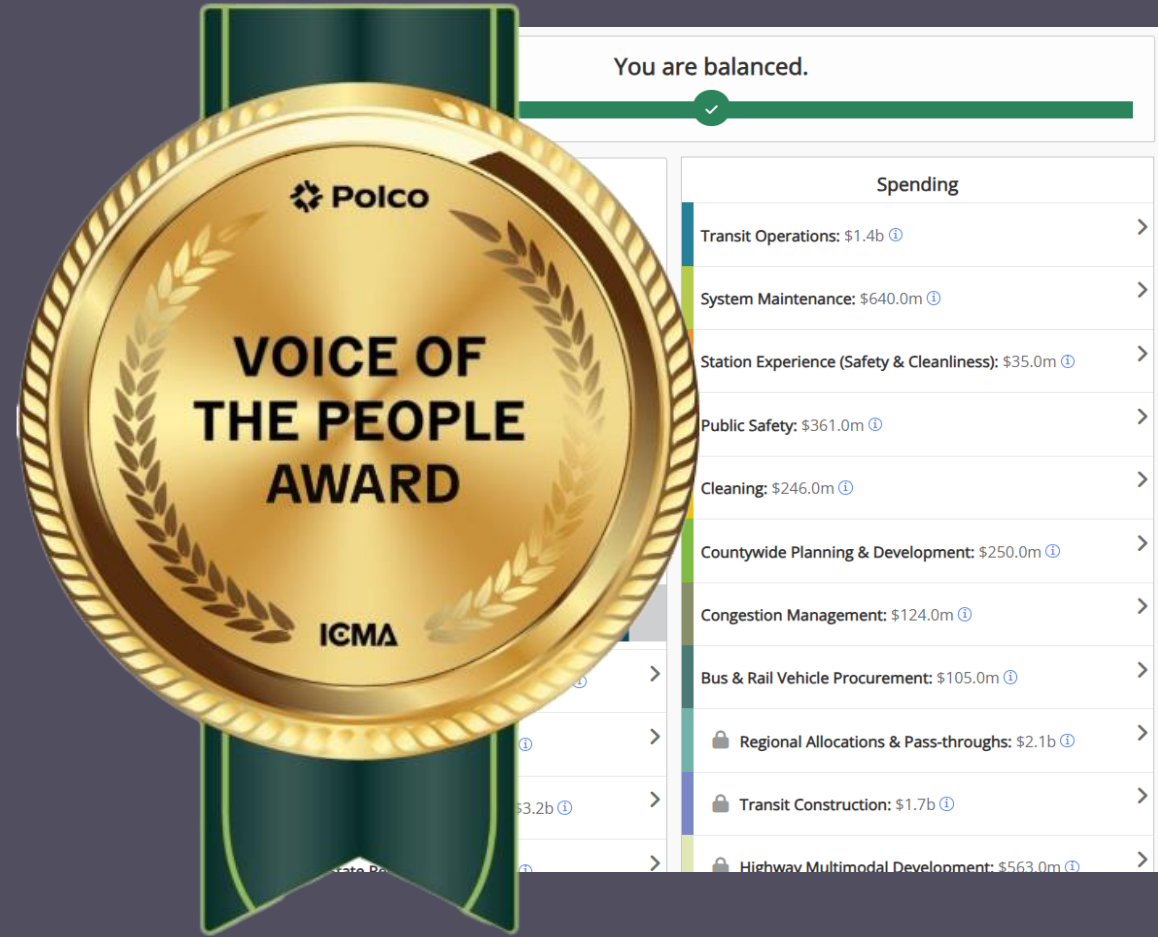 You are balanced.
Polco
VOICE OF
THE PEOPLE
AWARD
ICMA
$3.2b
Spending
Transit Operations: $1.4b
System Maintenance: $640.0m
Station Experience (Safety & Cleanliness): $35.0m
Public Safety: $361.0m
Cleaning: $246.0m
Countywide Planning & Development: $250.0m
Congestion Management: $124.0m
Bus & Rail Vehicle Procurement: $105.0m
Regional Allocations & Pass-throughs: $2.1b
Transit Construction: $1.7b
Highway Multimodal Development: $563.0m